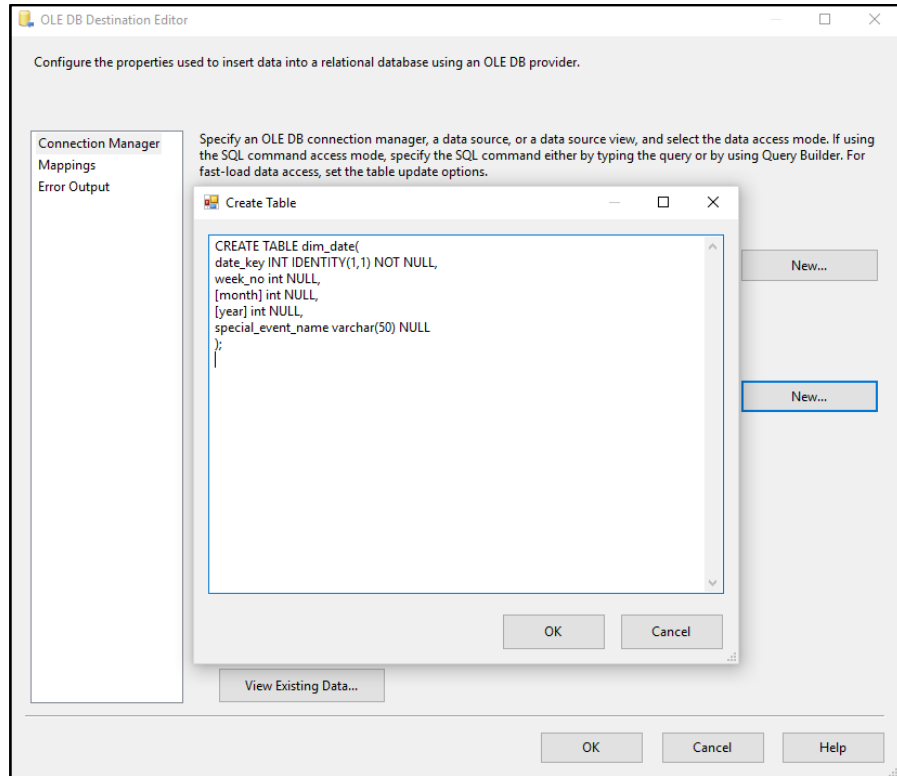 OLE DB Destination Editor
Configure the properties used to insert data into a relational database using an OLE DB provider.
Connection Manager
Mappings
Error Output
Specify an OLE DB connection manager, a data source, or a data source view, and select the data access mode. If using
the SQL command access mode, specify the SQL command either by typing the query or by using Query Builder. For
fast-load data access, set the table update options.
Create Table
CREATE TABLE dim_date(
date_key INT IDENTITY(1,1) NOT NULL,
week_no int NULL,
[month] int NULL,
[year] int NULL,
special_event_name varchar(50) NULL
);
New...
New...
OK
Cancel
View Existing Data...
OK
Cancel
Help